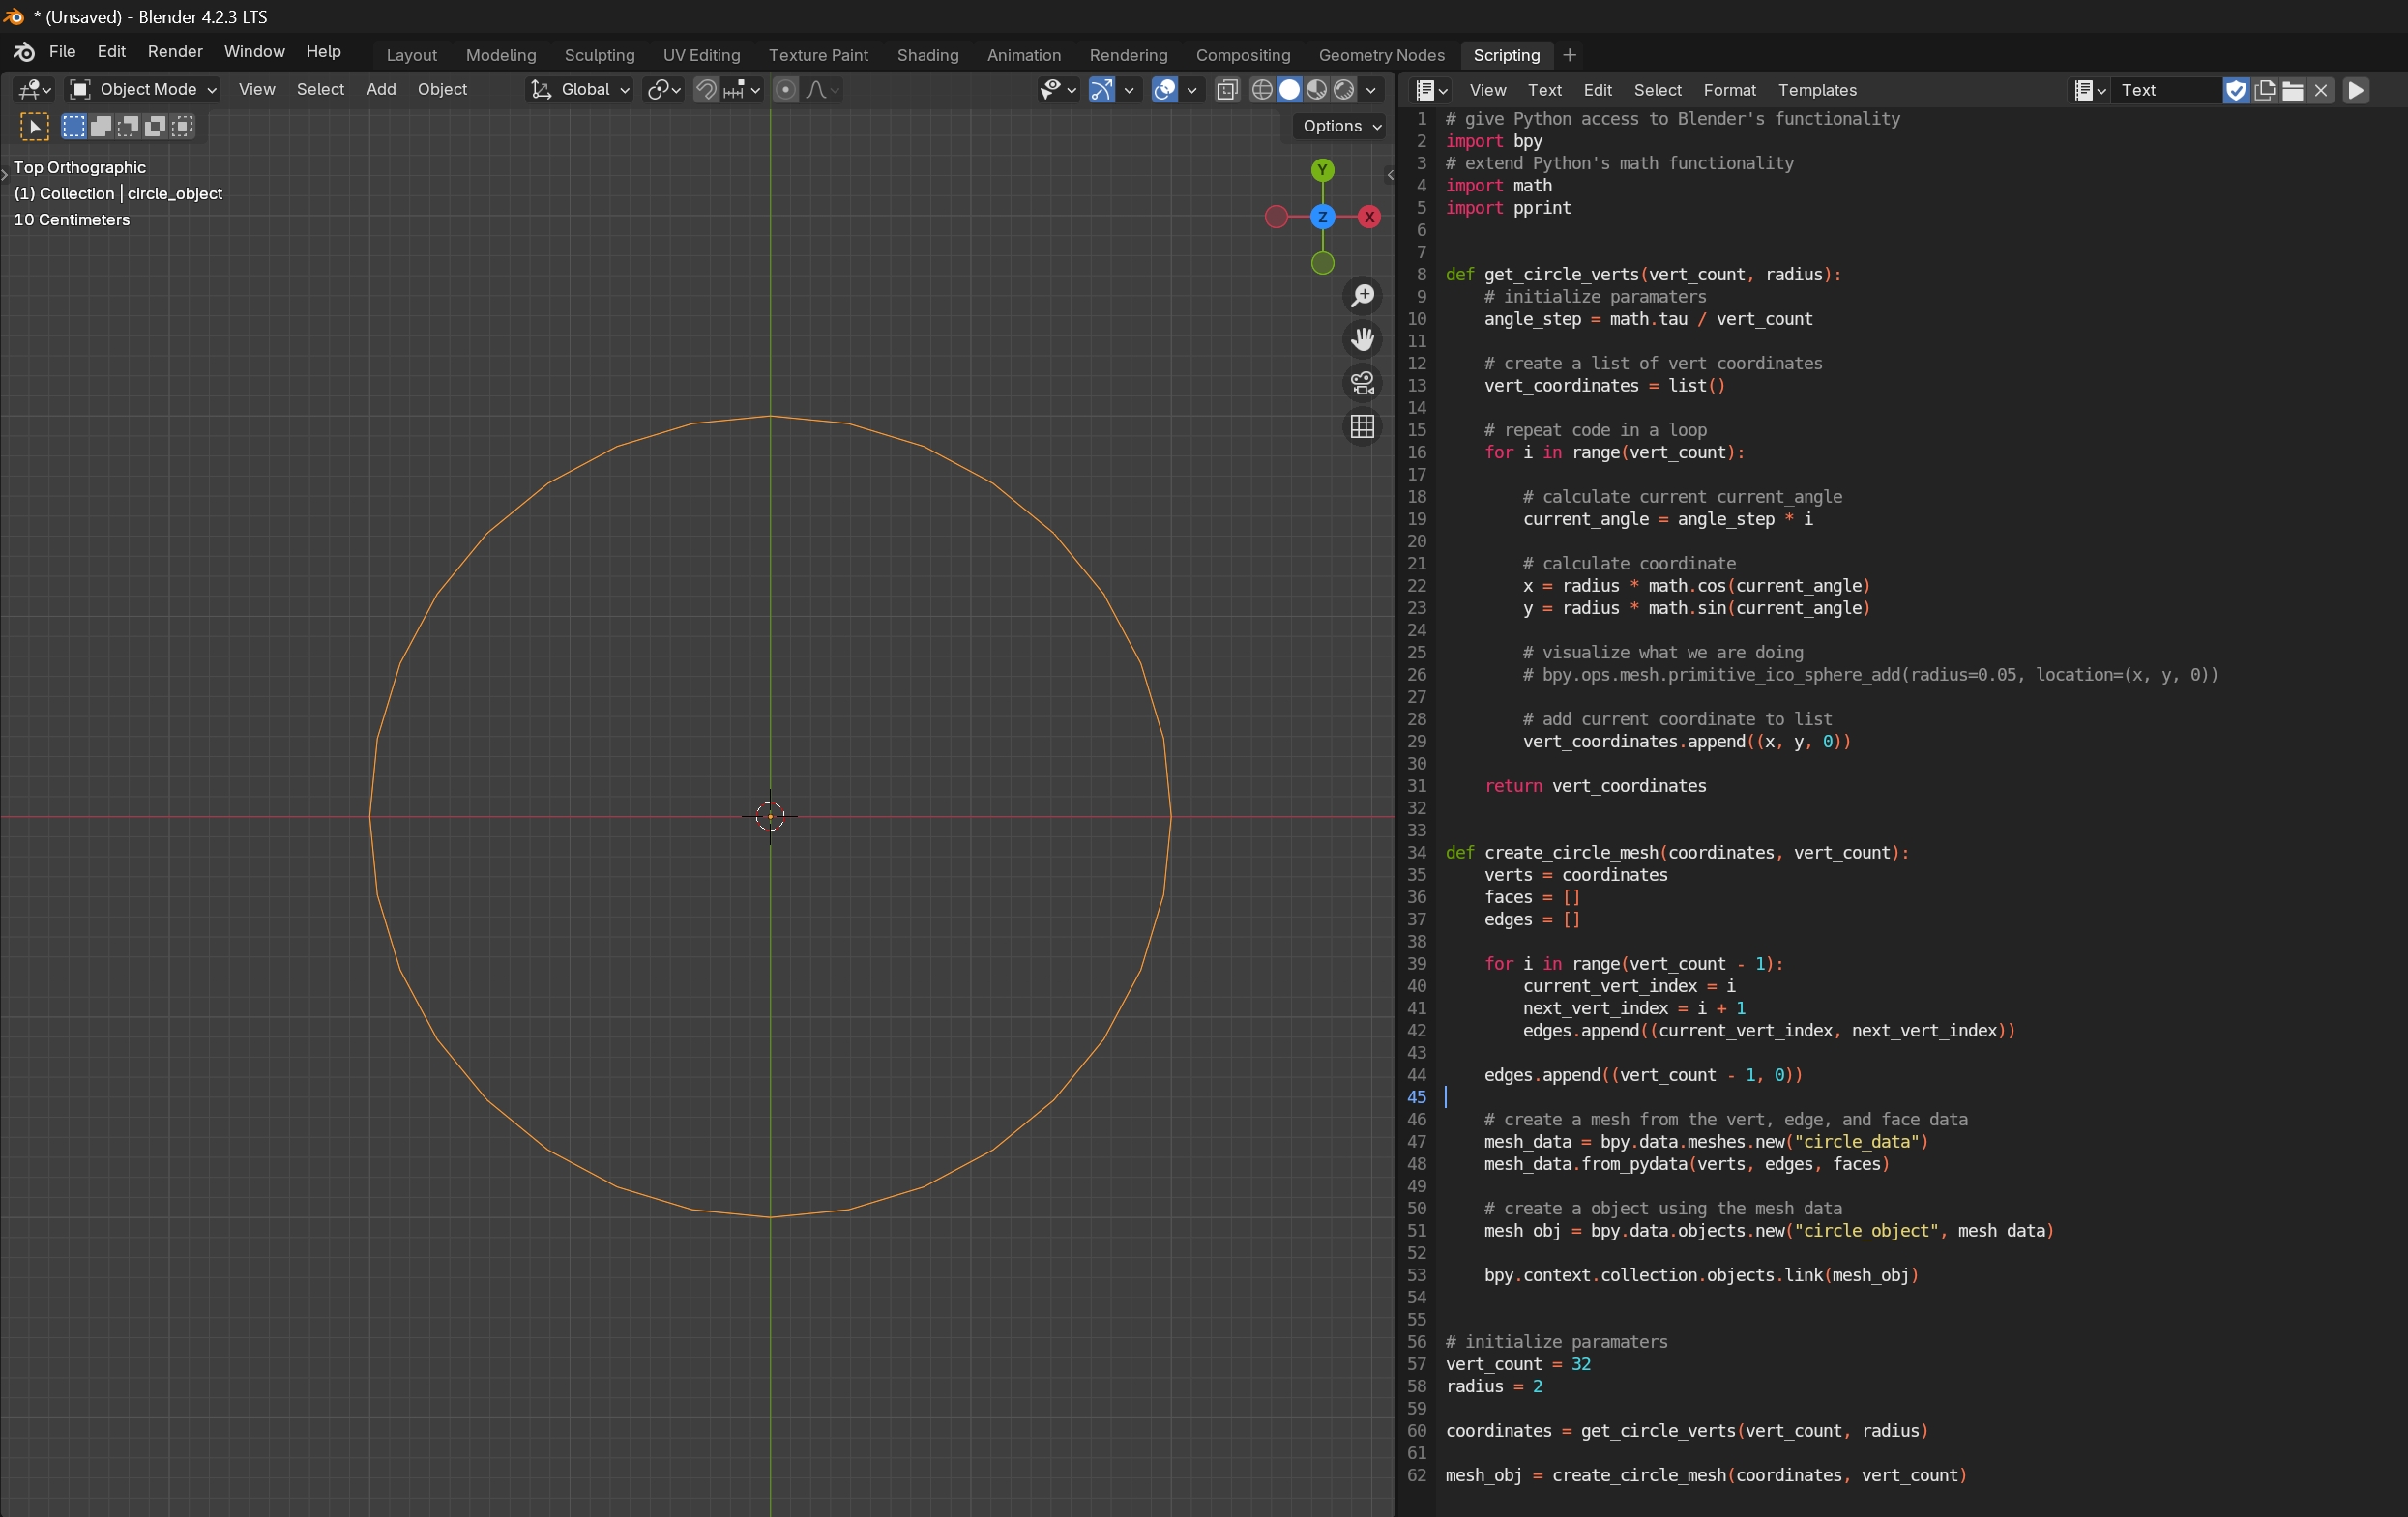 * (Unsaved) - Blender 4.2.3 LTS
File Edit Render Window Help Layout Modeling Sculpting UV Editing Texture Paint Shading Animation Rendering Compositing Geometry Nodes Scripting +
Object Mode View Select Add Object Global
Options
Top Orthographic
(1) Collection | circle_object
10 Centimeters
Y
Z X
View Text Edit Select Format Templates Text
1 # give Python access to Blender's functionality
2 import bpy
3 # extend Python's math functionality
4 import math
5 import pprint
6
7
8 def get_circle_verts(vert_count, radius):
9     # initialize paramaters
10     angle_step = math.tau / vert_count
11
12     # create a list of vert coordinates
13     vert_coordinates = list()
14
15     # repeat code in a loop
16     for i in range(vert_count):
17
18         # calculate current current_angle
19         current_angle = angle_step * i
20
21         # calculate coordinate
22         x = radius * math.cos(current_angle)
23         y = radius * math.sin(current_angle)
24
25         # visualize what we are doing
26         # bpy.ops.mesh.primitive_ico_sphere_add(radius=0.05, location=(x, y, 0))
27
28         # add current coordinate to list
29         vert_coordinates.append((x, y, 0))
30
31     return vert_coordinates
32
33
34 def create_circle_mesh(coordinates, vert_count):
35     verts = coordinates
36     faces = []
37     edges = []
38
39     for i in range(vert_count - 1):
40         current_vert_index = i
41         next_vert_index = i + 1
42         edges.append((current_vert_index, next_vert_index))
43
44     edges.append((vert_count - 1, 0))
45
46     # create a mesh from the vert, edge, and face data
47     mesh_data = bpy.data.meshes.new("circle_data")
48     mesh_data.from_pydata(verts, edges, faces)
49
50     # create a object using the mesh data
51     mesh_obj = bpy.data.objects.new("circle_object", mesh_data)
52
53     bpy.context.collection.objects.link(mesh_obj)
54
55
56 # initialize paramaters
57 vert_count = 32
58 radius = 2
59
60 coordinates = get_circle_verts(vert_count, radius)
61
62 mesh_obj = create_circle_mesh(coordinates, vert_count)